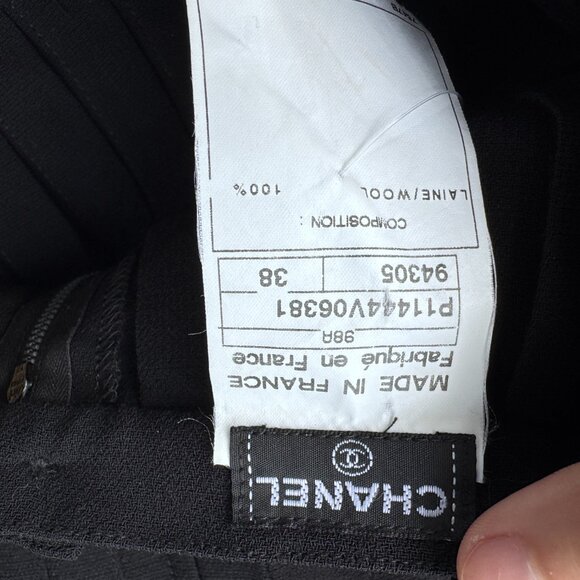 CHANEL
MADE IN FRANCE
Fabriqué en France
98A
P11444V06381
94305 38
COMPOSITION :
LAINE/WOOL 100%